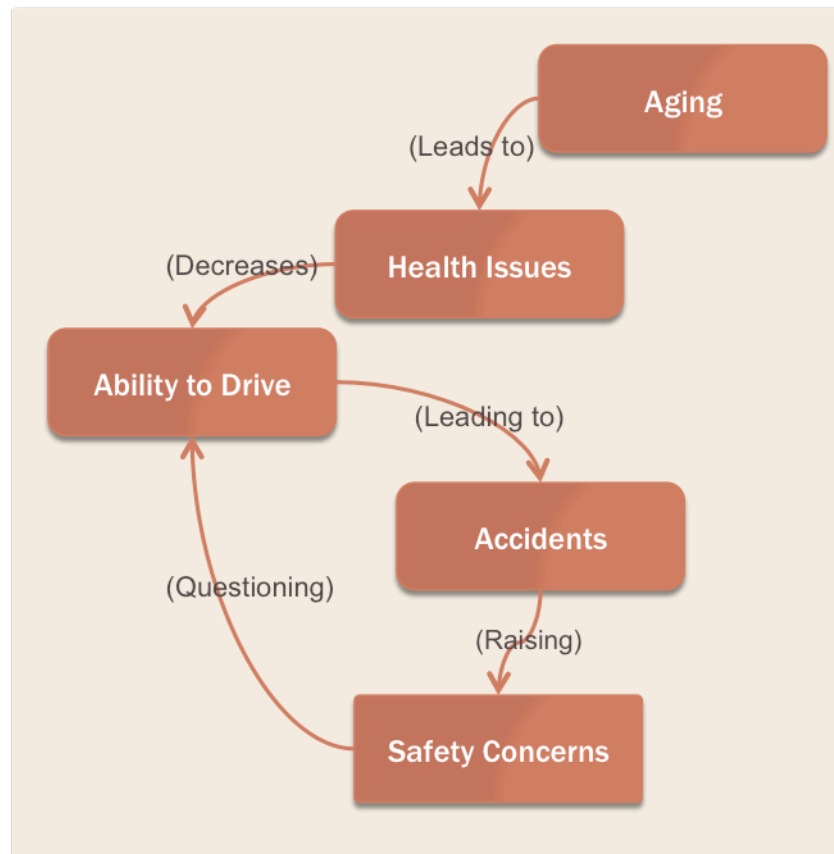 Aging
(Leads to)
Health Issues
(Decreases)
Ability to Drive
(Leading to)
Accidents
(Questioning)
(Raising)
Safety Concerns